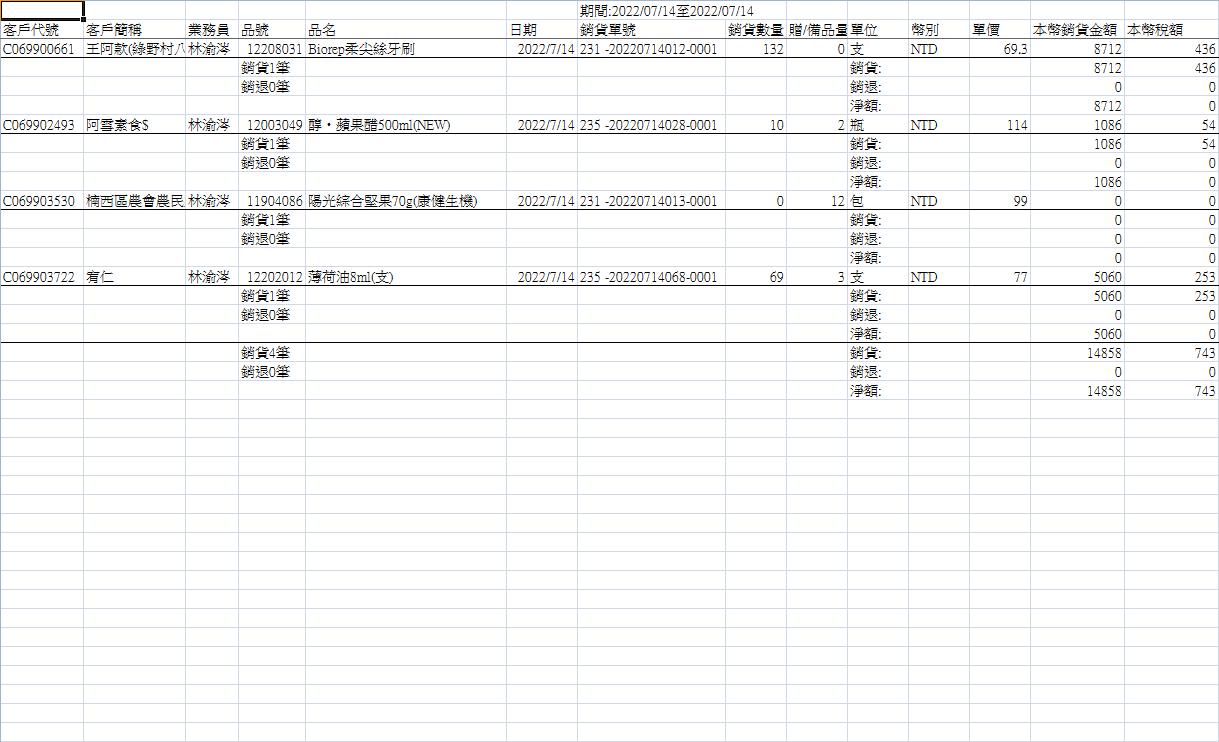 期間:2022/07/14至2022/07/14
客戶代號 客戶簡稱 業務員 品號 品名 日期 銷貨單號 銷貨數量 贈/備品量 單位 幣別 單價 本幣銷貨金額 本幣稅額
C069900661 王阿歕(綠野村八 林渝涔 12208031 Biorep柔尖絲牙刷 2022/7/14 231 -20220714012-0001 132 0 支 NTD 69.3 8712 436
銷貨1筆 銷貨: 8712 436
銷退0筆 銷退: 0 0
淨額: 8712 0
C069902493 阿雪素食$ 林渝涔 12003049 醇‧蘋果醋500ml(NEW) 2022/7/14 235 -20220714028-0001 10 2 瓶 NTD 114 1086 54
銷貨1筆 銷貨: 1086 54
銷退0筆 銷退: 0 0
淨額: 1086 0
C069903530 楠西區農會農民 林渝涔 11904086 陽光綜合堅果70g(康健生機) 2022/7/14 231 -20220714013-0001 0 12 包 NTD 99 0 0
銷貨1筆 銷貨: 0 0
銷退0筆 銷退: 0 0
淨額: 0 0
C069903722 宥仁 林渝涔 12202012 薄荷油8ml(支) 2022/7/14 235 -20220714068-0001 69 3 支 NTD 77 5060 253
銷貨1筆 銷貨: 5060 253
銷退0筆 銷退: 0 0
淨額: 5060 0
銷貨4筆 銷貨: 14858 743
銷退0筆 銷退: 0 0
淨額: 14858 743